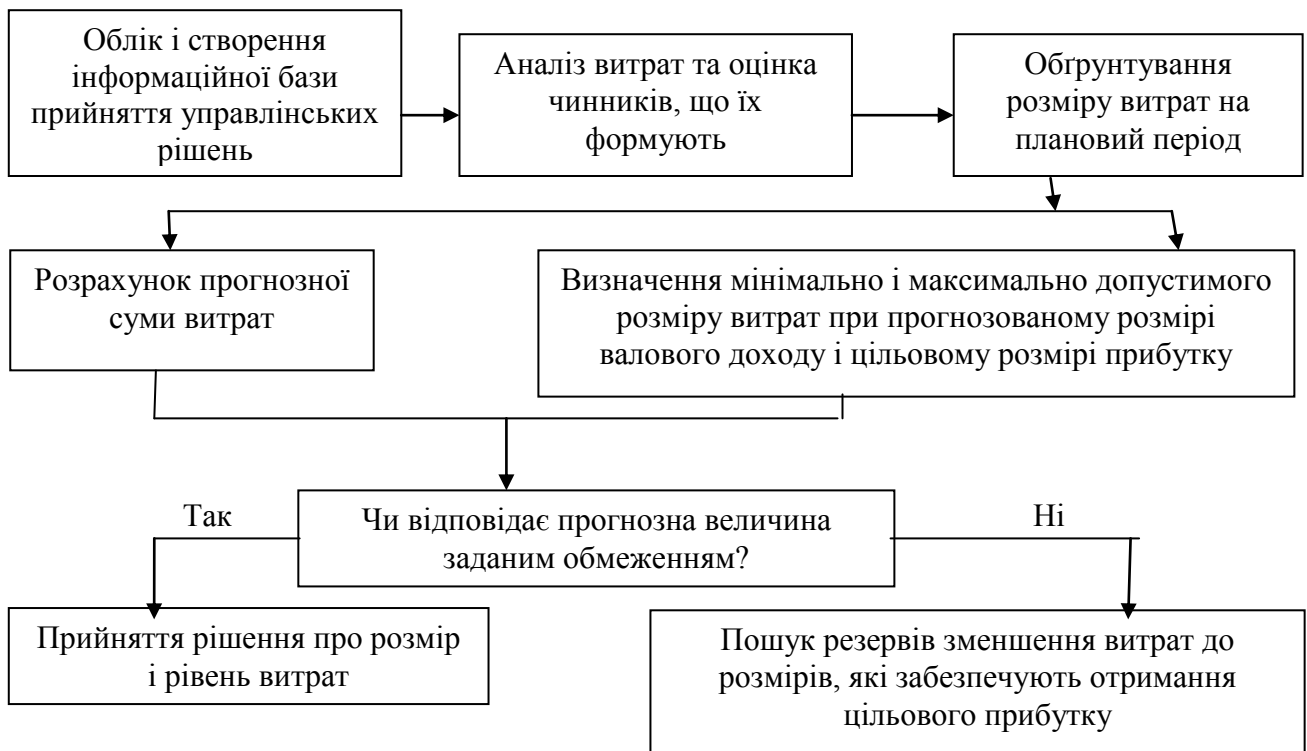 Облік і створення
інформаційної бази
прийняття управлінських
рішень
Аналіз витрат та оцінка
чинників, що їх
формують
Обґрунтування
розміру витрат на
плановий період
Розрахунок прогнозної
суми витрат
Визначення мінімально і максимально допустимого
розміру витрат при прогнозованому розмірі
валового доходу і цільовому розмірі прибутку
Так
Чи відповідає прогнозна величина
заданим обмеженням?
Ні
Прийняття рішення про розмір
і рівень витрат
Пошук резервів зменшення витрат до
розмірів, які забезпечують отримання
цільового прибутку